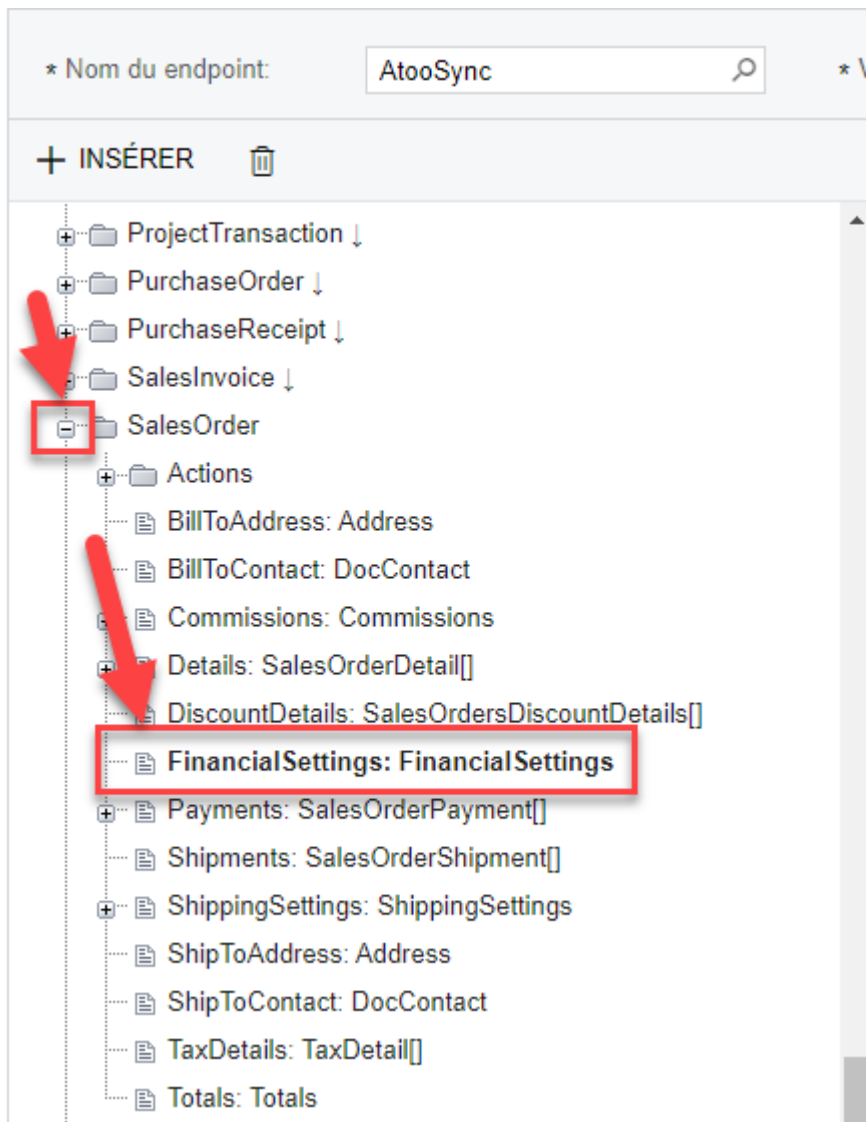 * Nom du endpoint: AtooSync *
+ INSÉRER
ProjectTransaction ↓
PurchaseOrder ↓
PurchaseReceipt ↓
SalesInvoice ↓
SalesOrder
Actions
BillToAddress: Address
BillToContact: DocContact
Commissions: Commissions
Details: SalesOrderDetail[]
DiscountDetails: SalesOrdersDiscountDetails[]
FinancialSettings: FinancialSettings
Payments: SalesOrderPayment[]
Shipments: SalesOrderShipment[]
ShippingSettings: ShippingSettings
ShipToAddress: Address
ShipToContact: DocContact
TaxDetails: TaxDetail[]
Totals: Totals